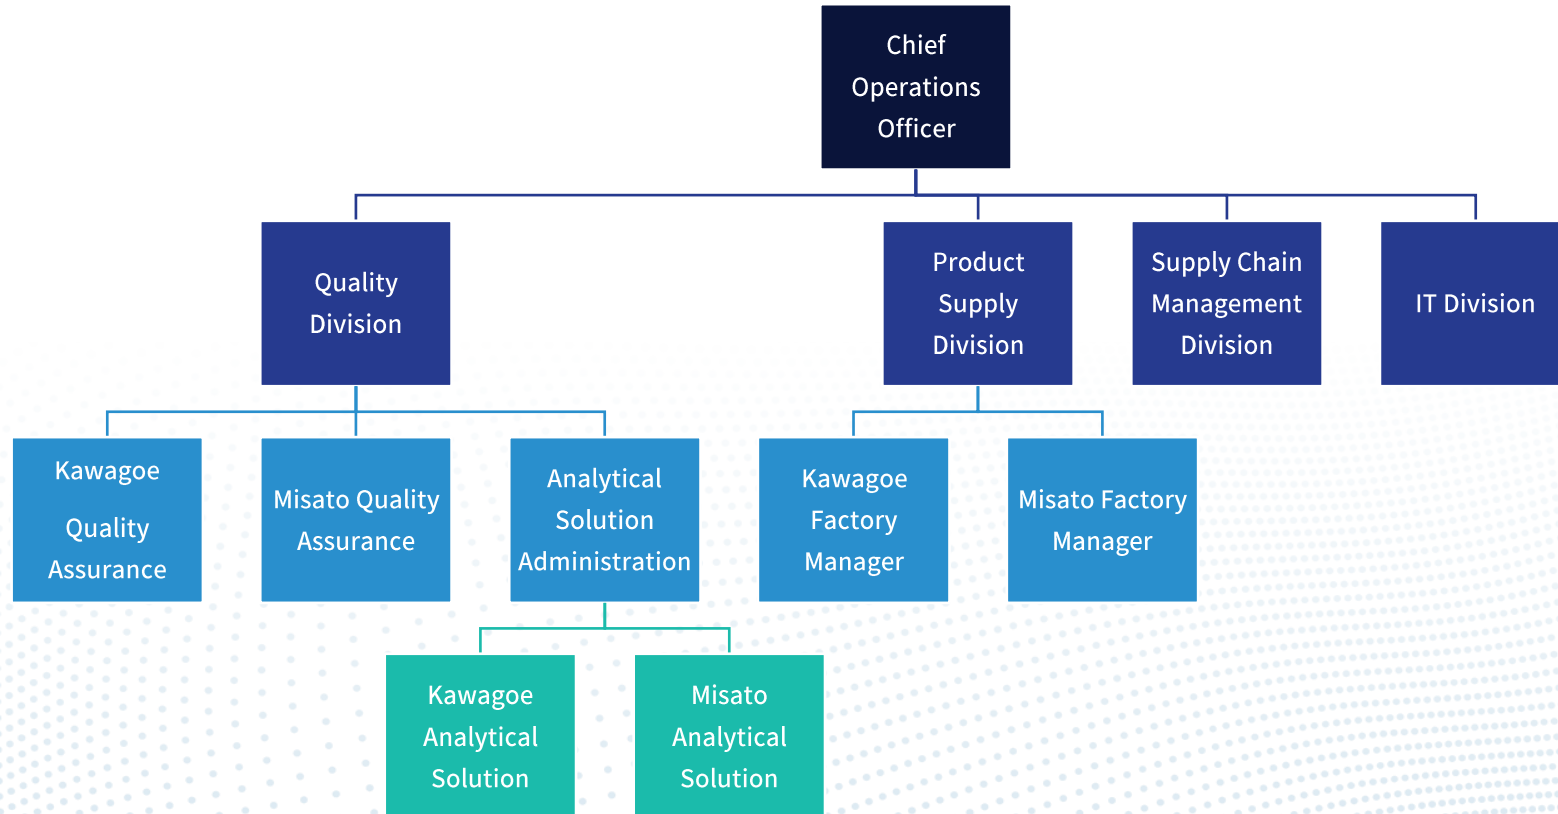 Chief
Operations
Officer
Quality
Division
Product
Supply
Division
Supply Chain
Management
Division
IT Division
Kawagoe
Quality
Assurance
Misato Quality
Assurance
Analytical
Solution
Administration
Kawagoe
Factory
Manager
Misato Factory
Manager
Kawagoe
Analytical
Solution
Misato
Analytical
Solution